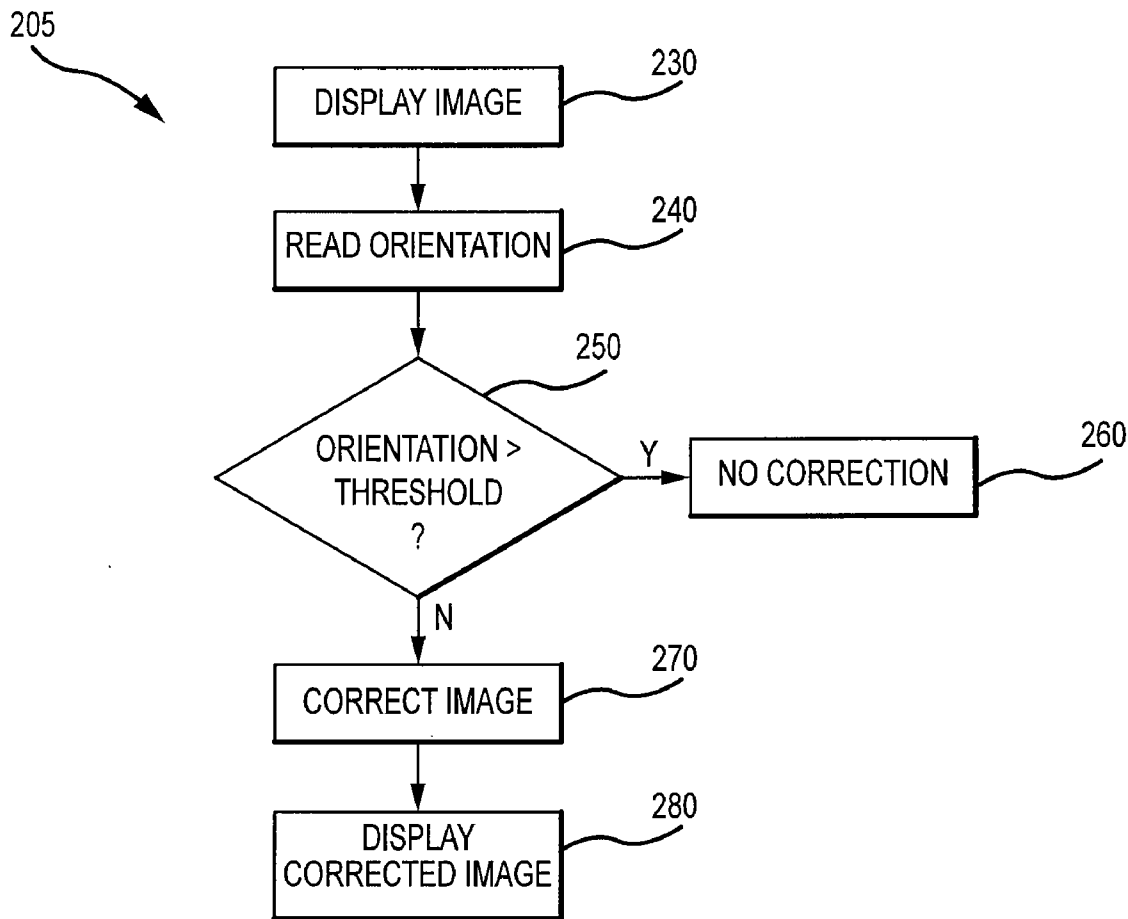 205
230
DISPLAY IMAGE
240
READ ORIENTATION
250
ORIENTATION >
THRESHOLD
?
Y
260
NO CORRECTION
N
270
CORRECT IMAGE
280
DISPLAY
CORRECTED IMAGE